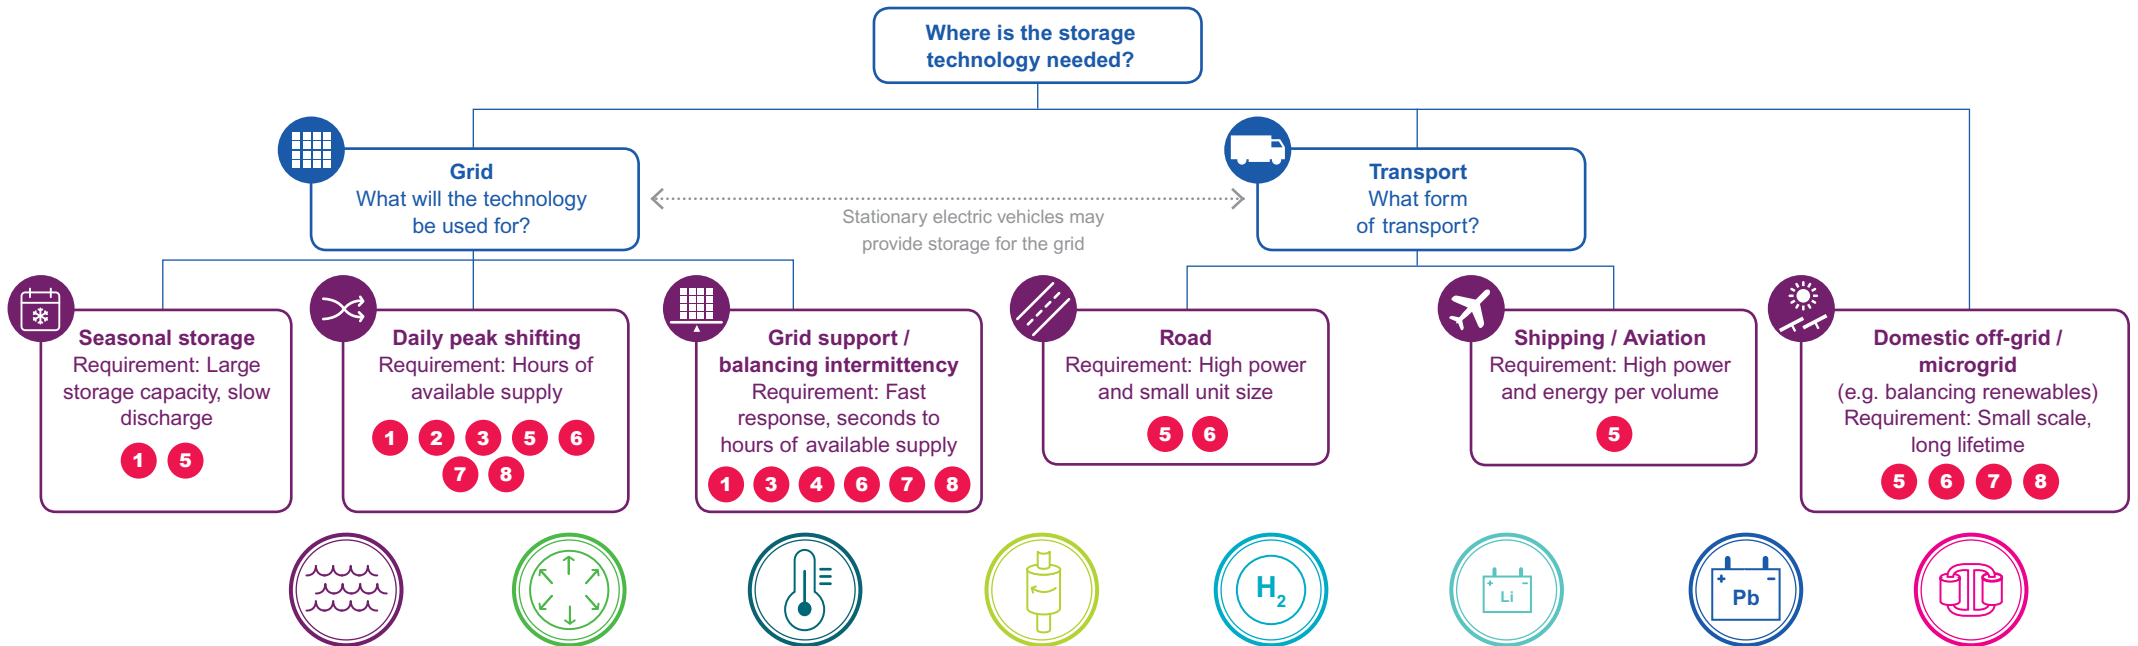 Where is the storage
technology needed?
Grid
What will the technology
be used for?
Stationary electric vehicles may
provide storage for the grid
Transport
What form
of transport?
Seasonal storage
Requirement: Large
storage capacity, slow
discharge
1 5
Daily peak shifting
Requirement: Hours of
available supply
1 2 3 5 6
7 8
Grid support /
balancing intermittency
Requirement: Fast
response, seconds to
hours of available supply
1 3 4 6 7 8
Road
Requirement: High power
and small unit size
5 6
Shipping / Aviation
Requirement: High power
and energy per volume
5
Domestic off-grid /
microgrid
(e.g. balancing renewables)
Requirement: Small scale,
long lifetime
5 6 7 8
H2
+ -
Li
+ -
Pb